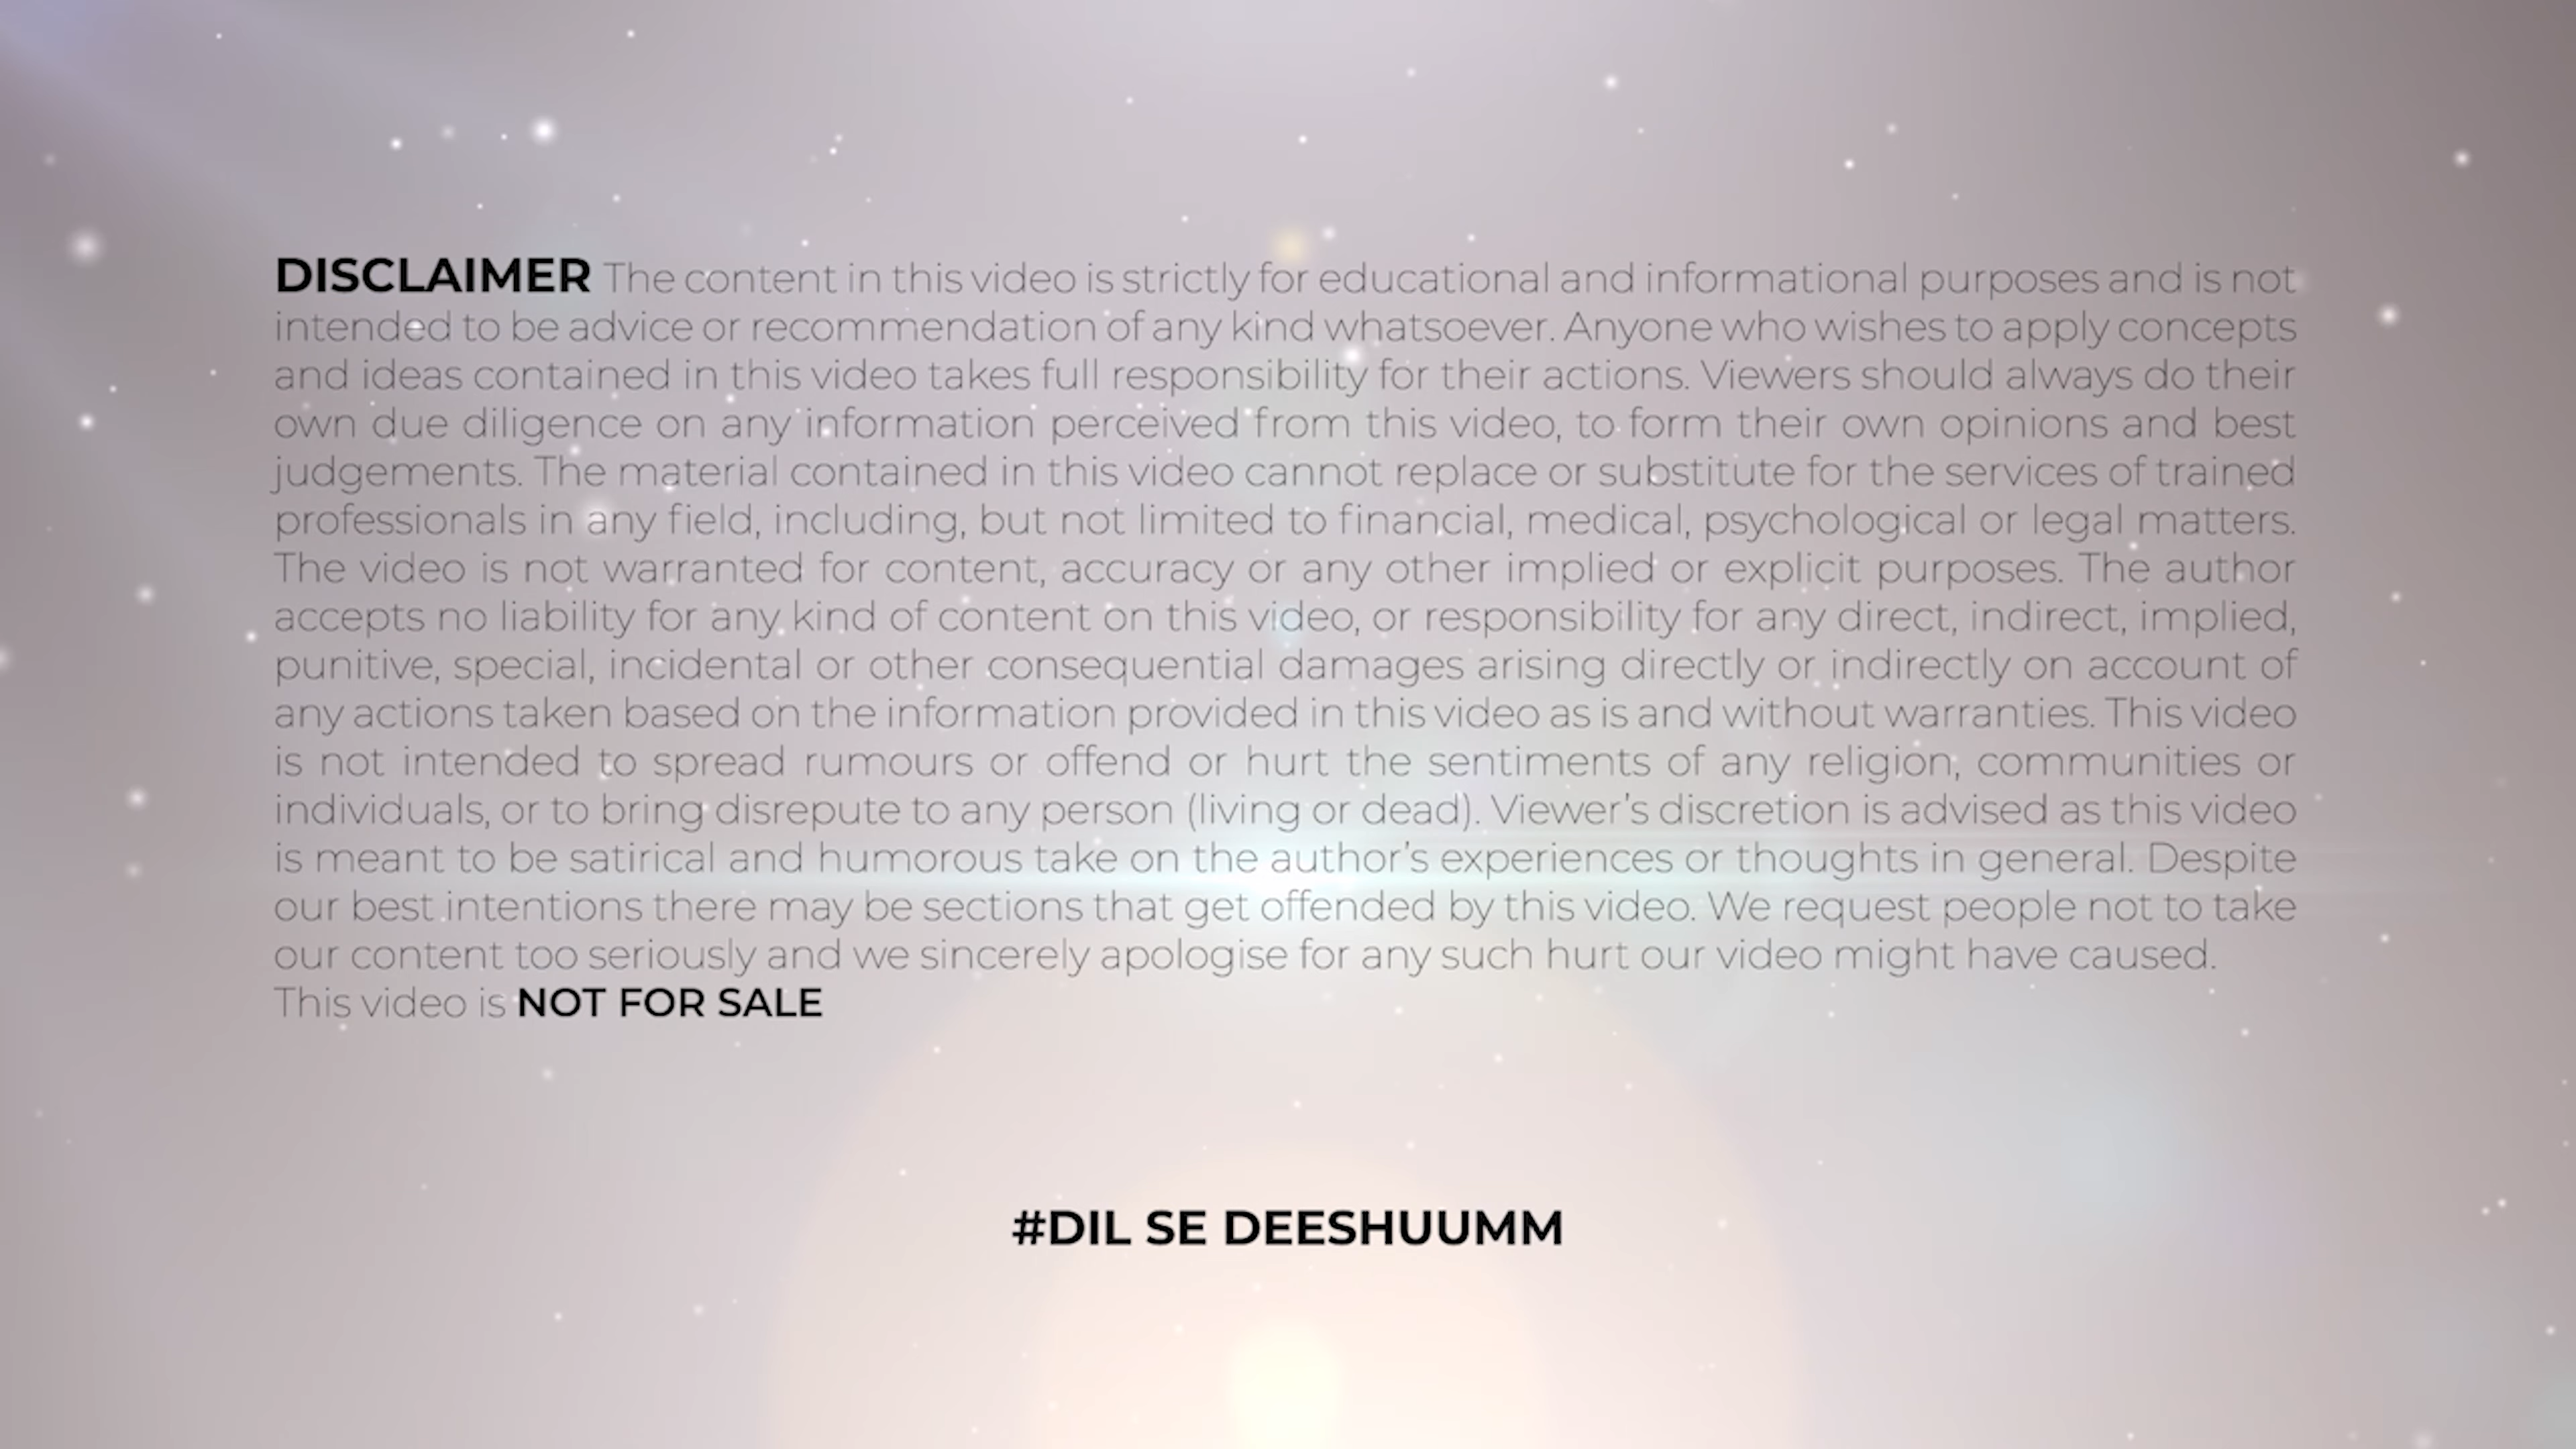 DISCLAIMER The content in this video is strictly for educational and informational purposes and is not
intended to be advice or recommendation of any kind whatsoever. Anyone who wishes to apply concepts
and ideas contained in this video takes full responsibility for their actions. Viewers should always do their
own due diligence on any information perceived from this video, to form their own opinions and best
judgements. The material contained in this video cannot replace or substitute for the services of trained
professionals in any field, including, but not limited to financial, medical, psychological or legal matters.
The video is not warranted for content, accuracy or any other implied or explicit purposes. The author
accepts no liability for any kind of content on this video, or responsibility for any direct, indirect, implied,
punitive, special, incidental or other consequential damages arising directly or indirectly on account of
any actions taken based on the information provided in this video as is and without warranties. This video
is not intended to spread rumours or offend or hurt the sentiments of any religion, communities or
individuals, or to bring disrepute to any person (living or dead). Viewer's discretion is advised as this video
is meant to be satirical and humorous take on the author's experiences or thoughts in general. Despite
our best intentions there may be sections that get offended by this video. We request people not to take
our content too seriously and we sincerely apologise for any such hurt our video might have caused.
This video is NOT FOR SALE
#DIL SE DEESHUUMM